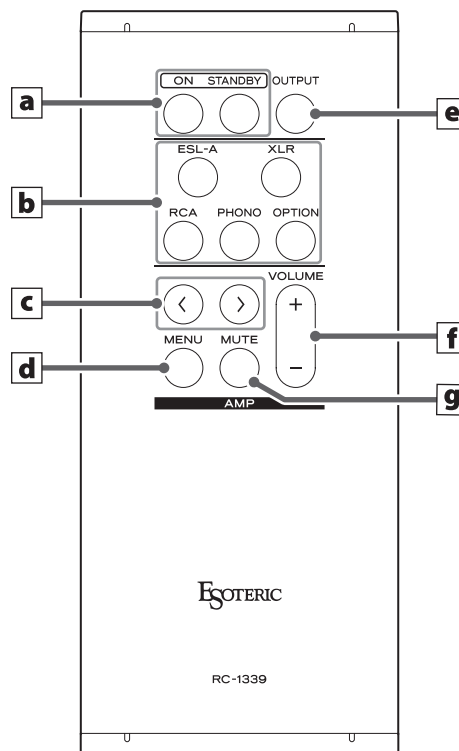 ON STANDBY OUTPUT
a
e
ESL-A XLR
b
RCA PHONO OPTION
VOLUME
c
< >
+
f
MENU MUTE
d
−
g
AMP
ESOTERIC
RC-1339